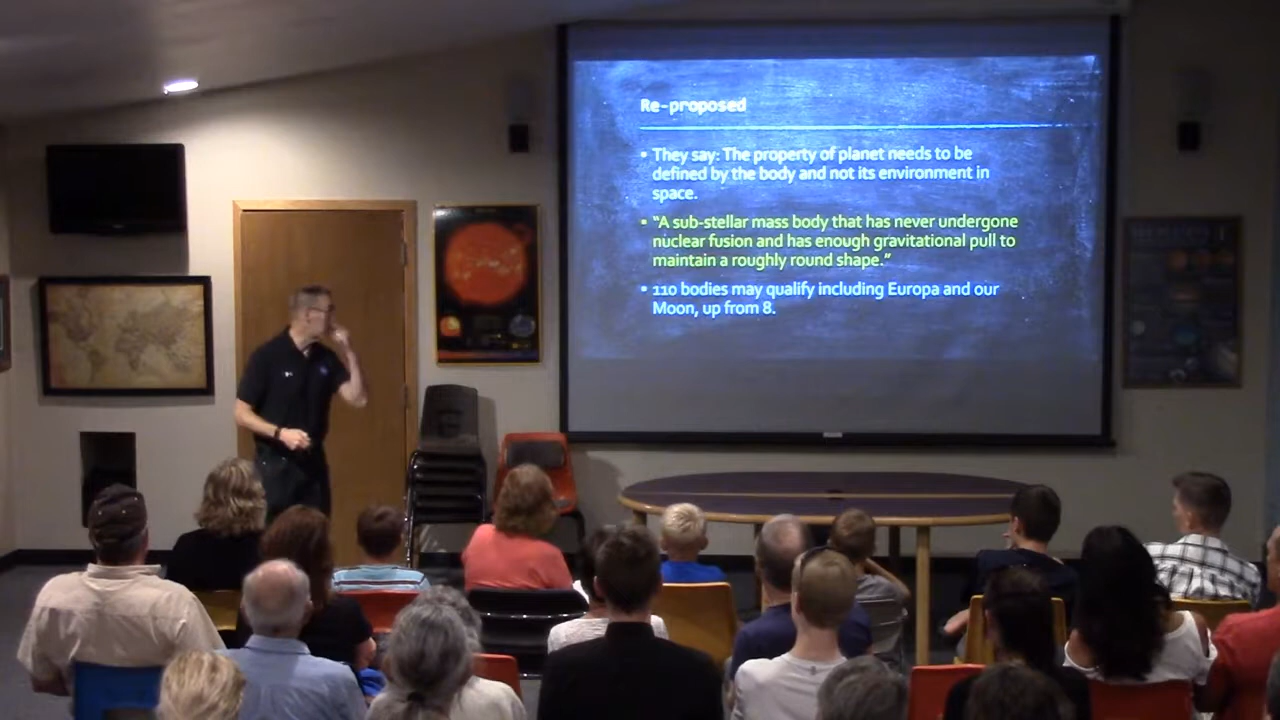 Re-proposed
▪ They say: The property of planet needs to be
defined by the body and not its environment in
space.
▪ “A sub-stellar mass body that has never undergone
nuclear fusion and has enough gravitational pull to
maintain a roughly round shape.”
▪ 110 bodies may qualify including Europa and our
Moon, up from 8.